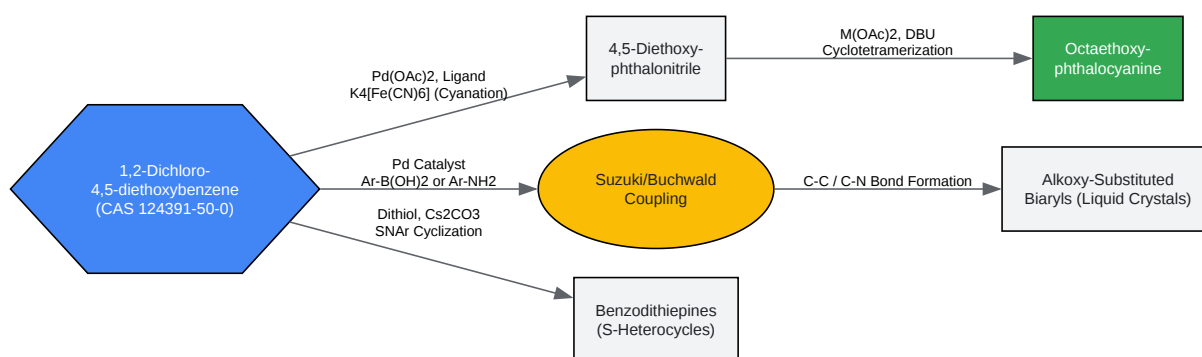 1,2-Dichloro-
4,5-diethoxybenzene
(CAS 124391-50-0)
Pd(OAc)2, Ligand
K4[Fe(CN)6] (Cyanation)
4,5-Diethoxy-
phthalonitrile
M(OAc)2, DBU
Cyclotetramerization
Octaethoxy-
phthalocyanine
Pd Catalyst
Ar-B(OH)2 or Ar-NH2
Suzuki/Buchwald
Coupling
C-C / C-N Bond Formation
Alkoxy-Substituted
Biaryls (Liquid Crystals)
Dithiol, Cs2CO3
SNAr Cyclization
Benzodithiepines
(S-Heterocycles)